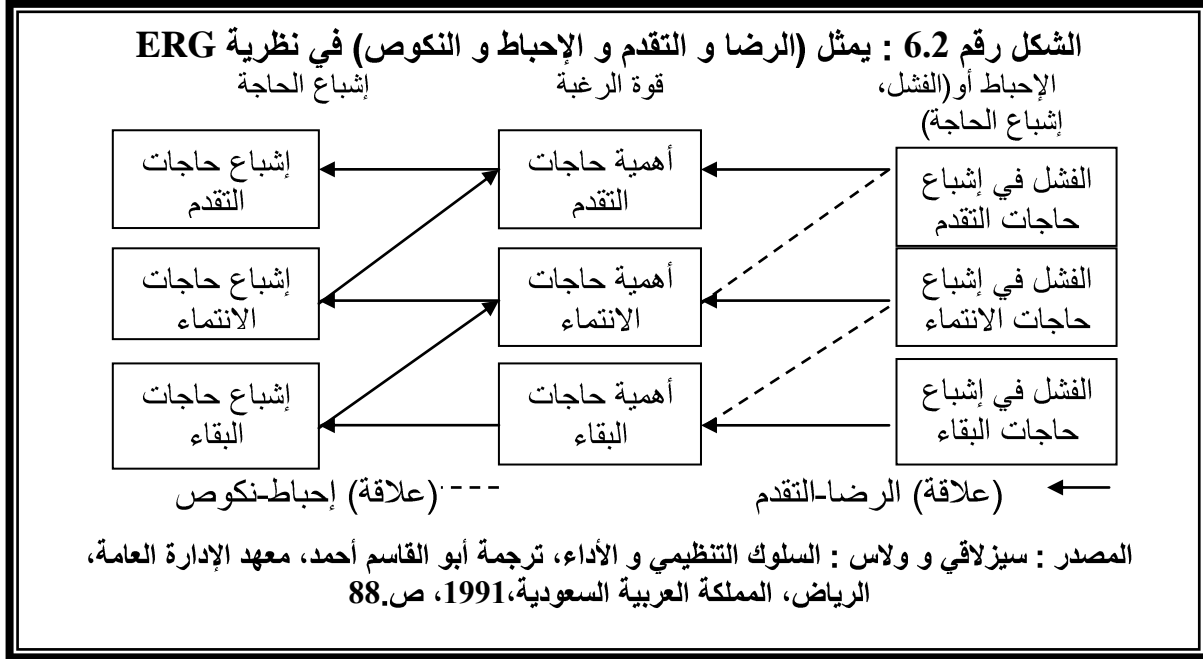 الشكل رقم 6.2 : يمثل (الرضا و التقدم و الإحباط و النكوص) في نظرية ERG
الإحباط أو(الفشل،
إشباع الحاجة)
قوة الرغبة
إشباع الحاجة
الفشل في إشباع
حاجات التقدم
أهمية حاجات
التقدم
إشباع حاجات
التقدم
الفشل في إشباع
حاجات الانتماء
أهمية حاجات
الانتماء
إشباع حاجات
الانتماء
الفشل في إشباع
حاجات البقاء
أهمية حاجات
البقاء
إشباع حاجات
البقاء
(علاقة) الرضا-التقدم
(علاقة) إحباط-نكوص
المصدر : سيزلاقي و ولاس : السلوك التنظيمي و الأداء، ترجمة أبو القاسم أحمد، معهد الإدارة العامة،
الرياض، المملكة العربية السعودية،1991، ص.88